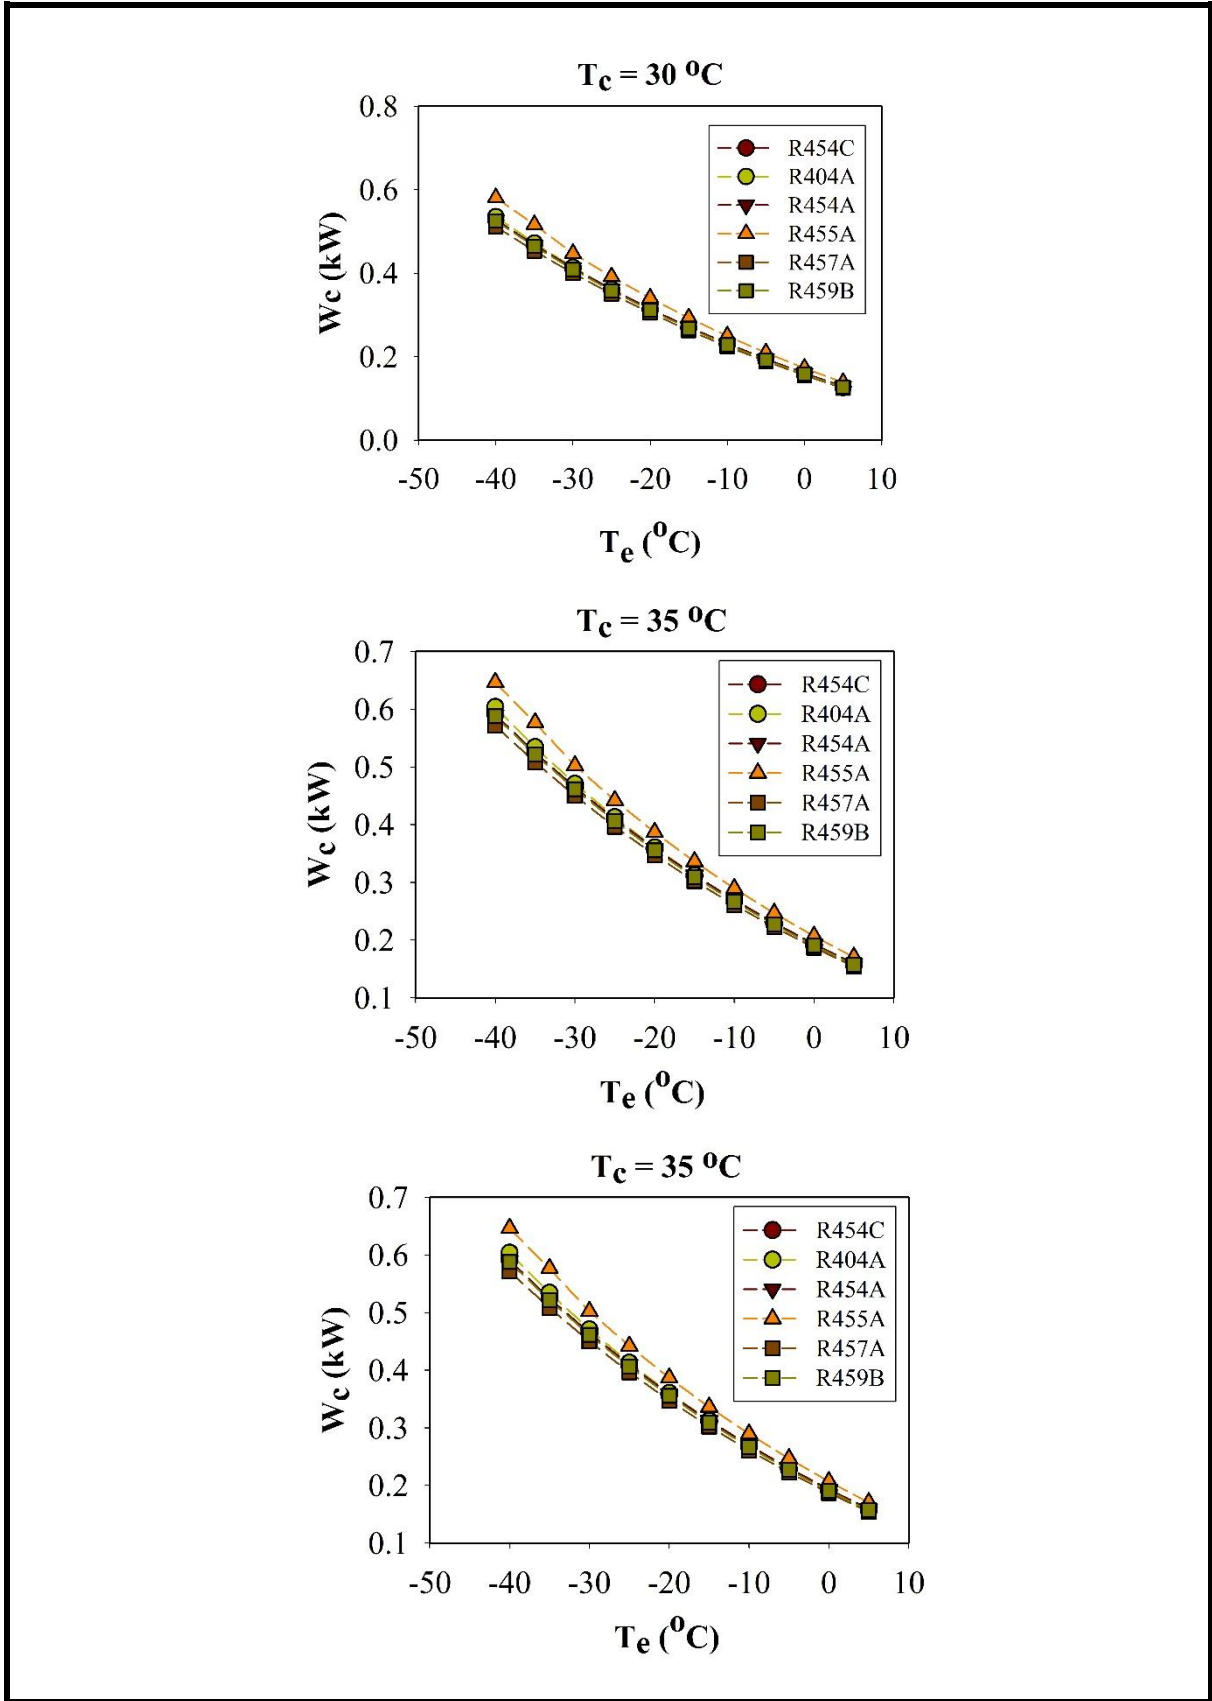 Tc = 30 oC
Wc (kW)
0.8
0.6
0.4
0.2
0.0
R454C
R404A
R454A
R455A
R457A
R459B
-50 -40 -30 -20 -10 0 10
Te (oC)
Tc = 35 oC
Wc (kW)
0.7
0.6
0.5
0.4
0.3
0.2
0.1
R454C
R404A
R454A
R455A
R457A
R459B
-50 -40 -30 -20 -10 0 10
Te (oC)
Tc = 35 oC
Wc (kW)
0.7
0.6
0.5
0.4
0.3
0.2
0.1
R454C
R404A
R454A
R455A
R457A
R459B
-50 -40 -30 -20 -10 0 10
Te (oC)